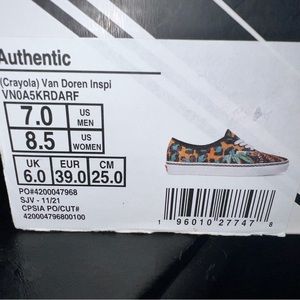 Authentic
(Crayola) Van Doren Inspi
VN0A5KRDARF
7.0 US MEN
8.5 US WOMEN
UK EUR CM
6.0 39.0 25.0
PO#4200047968
SJV - 11/21
CPSIA PO/CUT#
420004796800100
1 96010 27747 8